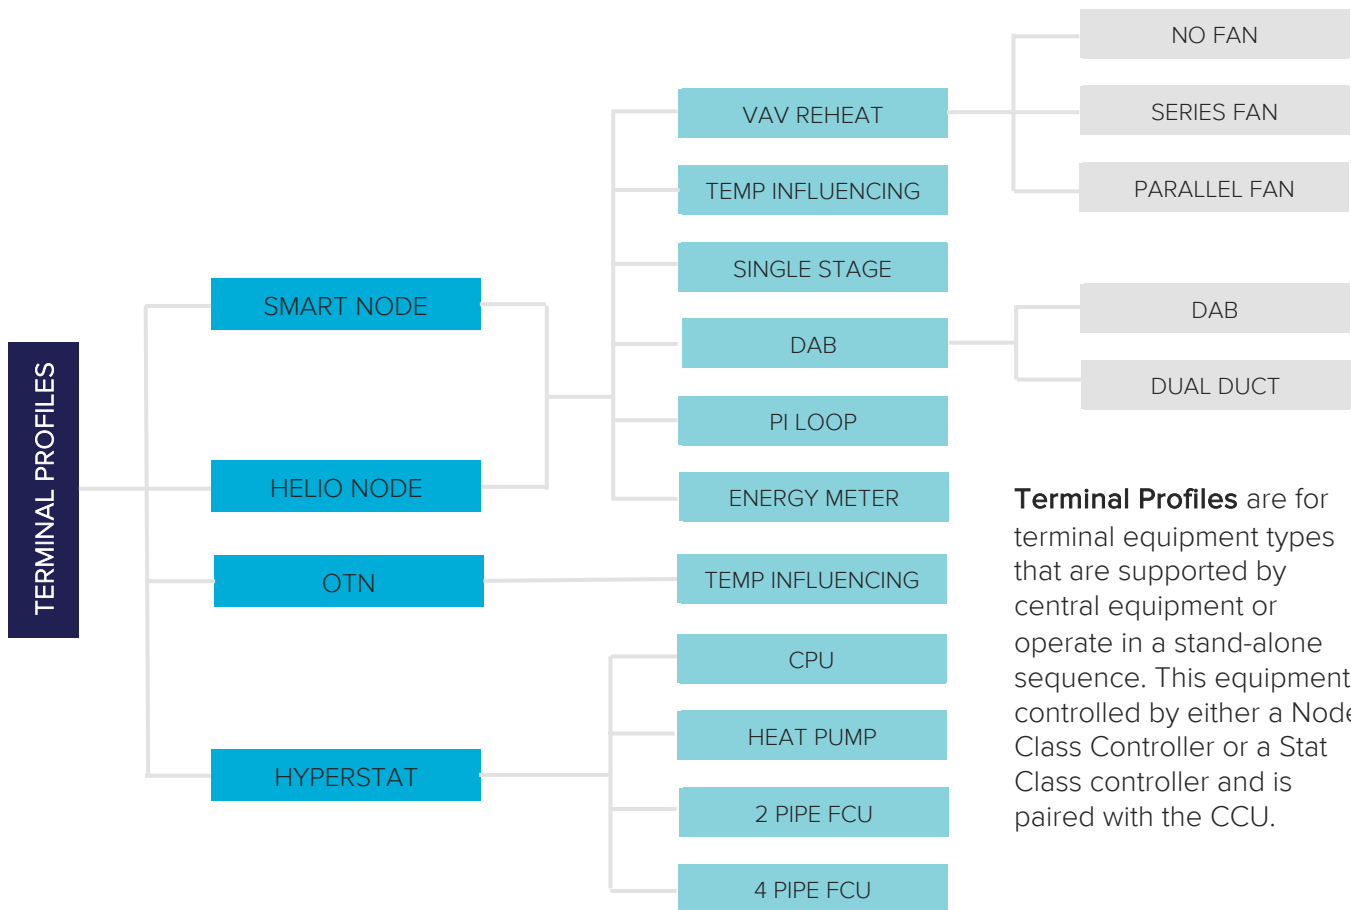 TERMINAL PROFILES
SMART NODE
HELIO NODE
OTN
HYPERSTAT
VAV REHEAT
TEMP INFLUENCING
SINGLE STAGE
DAB
PI LOOP
ENERGY METER
TEMP INFLUENCING
CPU
HEAT PUMP
2 PIPE FCU
4 PIPE FCU
NO FAN
SERIES FAN
PARALLEL FAN
DAB
DUAL DUCT
Terminal Profiles are for
terminal equipment types
that are supported by
central equipment or
operate in a stand-alone
sequence. This equipment
controlled by either a Node
Class Controller or a Stat
Class controller and is
paired with the CCU.